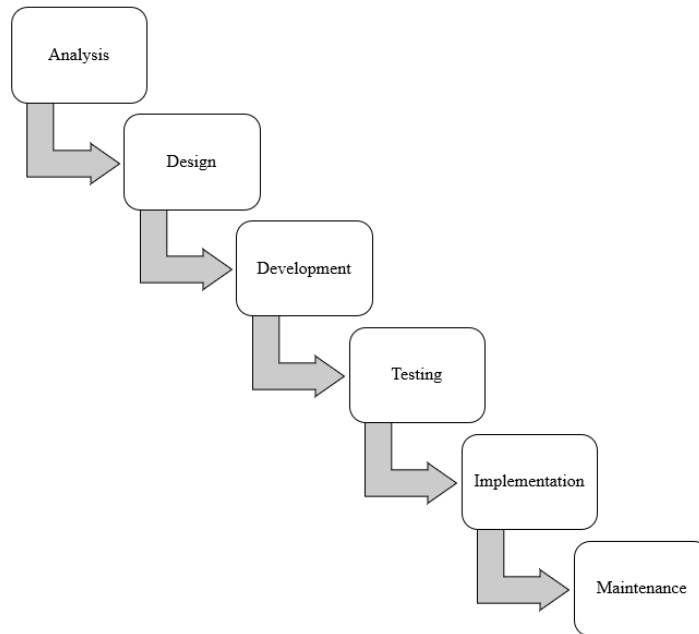 Analysis
Design
Development
Testing
Implementation
Maintenance